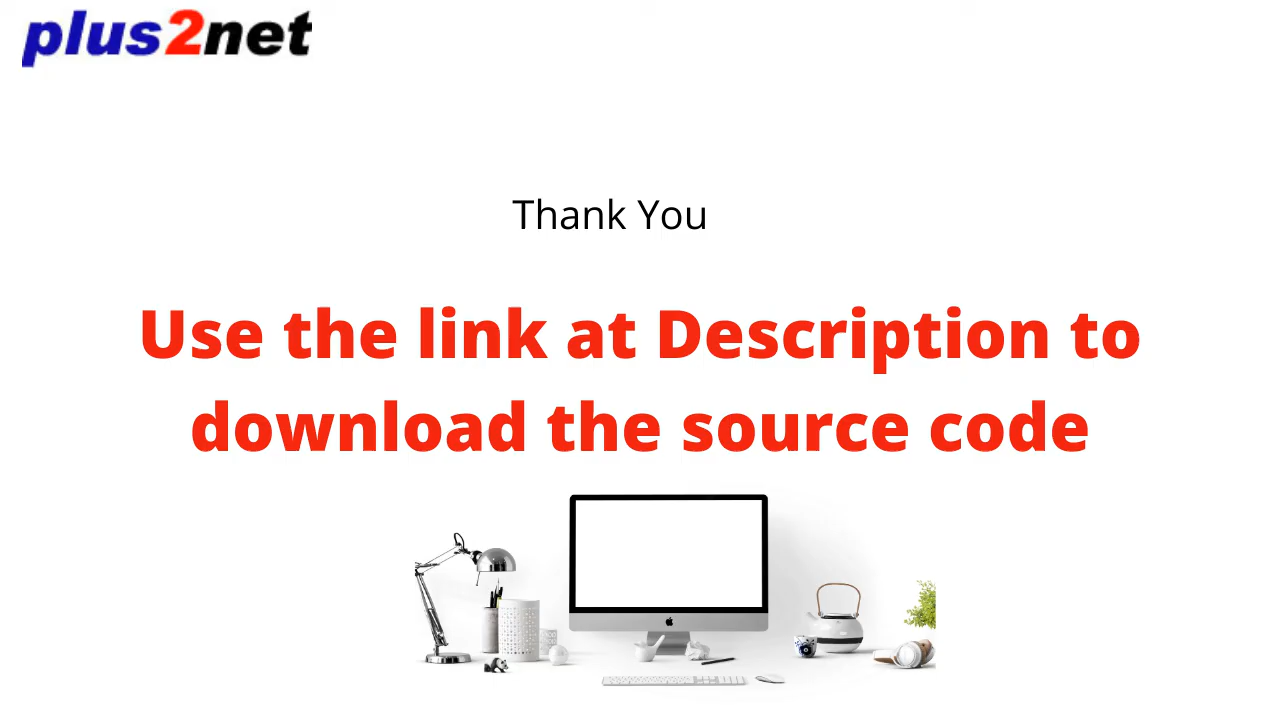 plus2net
Thank You
Use the link at Description to
download the source code